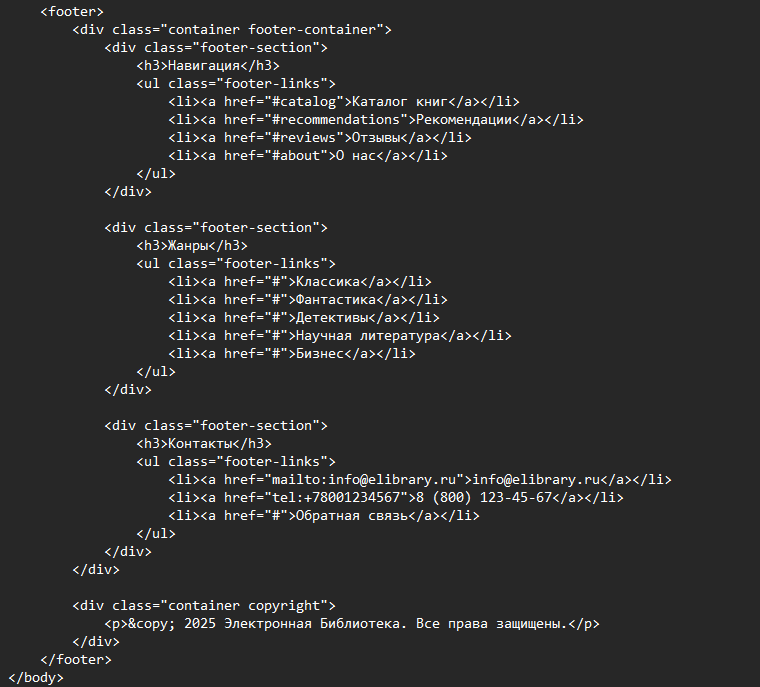 <footer>
<div class="container footer-container">
<div class="footer-section">
<h3>Навигация</h3>
<ul class="footer-links">
<li><a href="#catalog">Каталог книг</a></li>
<li><a href="#recommendations">Рекомендации</a></li>
<li><a href="#reviews">Отзывы</a></li>
<li><a href="#about">О нас</a></li>
</ul>
</div>
<div class="footer-section">
<h3>Жанры</h3>
<ul class="footer-links">
<li><a href="#">Классика</a></li>
<li><a href="#">Фантастика</a></li>
<li><a href="#">Детективы</a></li>
<li><a href="#">Научная литература</a></li>
<li><a href="#">Бизнес</a></li>
</ul>
</div>
<div class="footer-section">
<h3>Контакты</h3>
<ul class="footer-links">
<li><a href="mailto:info@elibrary.ru">info@elibrary.ru</a></li>
<li><a href="tel:+78001234567">8 (800) 123-45-67</a></li>
<li><a href="#">Обратная связь</a></li>
</ul>
</div>
</div>
<div class="container copyright">
<p>&copy; 2025 Электронная Библиотека. Все права защищены.</p>
</div>
</footer>
</body>